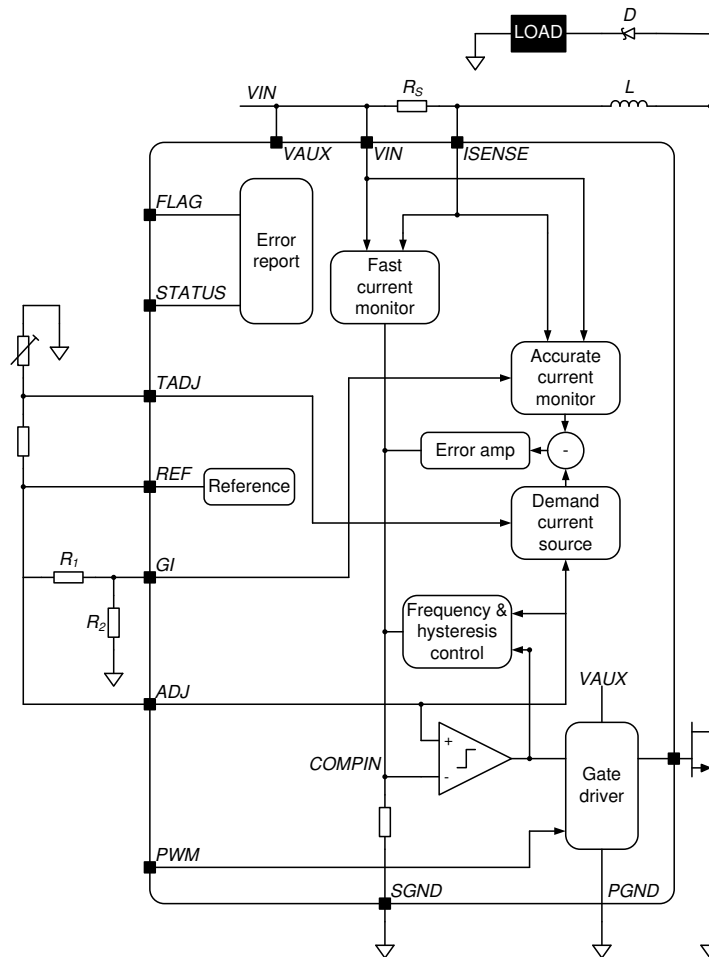 LOAD
D
VIN
RS
L
VAUX
VIN
ISENSE
FLAG
Error
report
Fast
current
monitor
STATUS
Accurate
current
monitor
TADJ
Error amp
-
REF
Reference
Demand
current
source
R1
GI
R2
Frequency &
hysteresis
control
ADJ
VAUX
+
COMPIN
-
Gate
driver
PWM
SGND
PGND